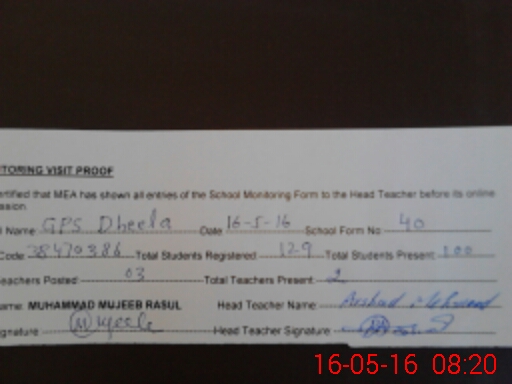 TORING VISIT PROOF
ertified that MEA has shown all entries of the School Monitoring Form to the Head Teacher before its online
ssion
l Name: GPS Dheela Date 16-5-16 School Form No 40
Code: 38470386 Total Students Registered: 129 Total Students Present: 100
eachers Posted: 03 Total Teachers Present: 2
ame: MUHAMMAD MUJEEB RASUL Head Teacher Name: Arshad Mehmood
gnature Head Teacher Signature
16-05-16 08:20